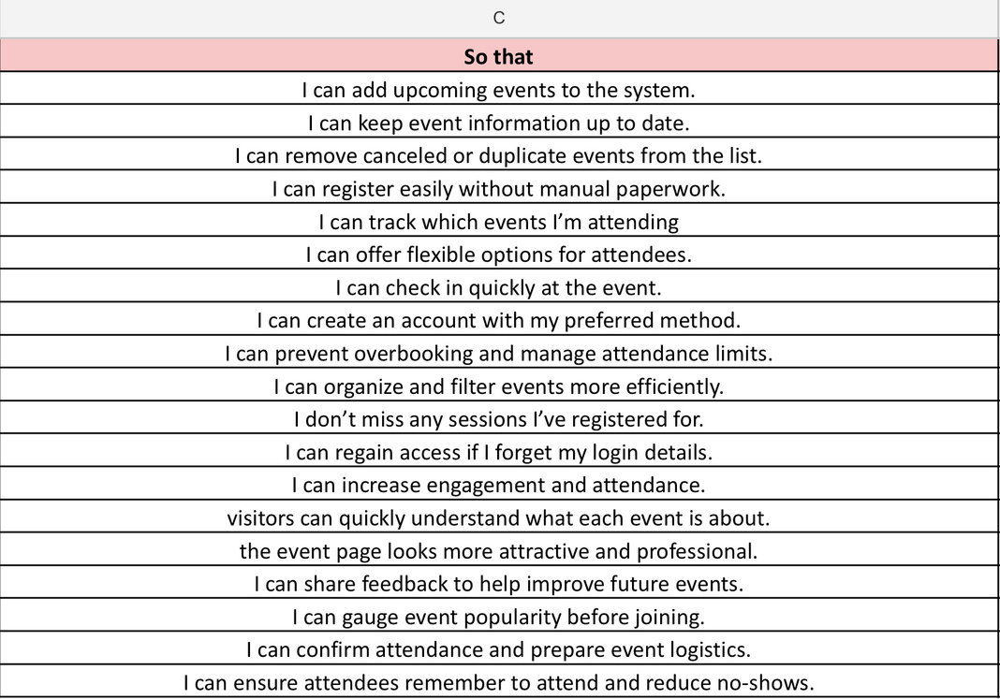 C
So that
I can add upcoming events to the system.
I can keep event information up to date.
I can remove canceled or duplicate events from the list.
I can register easily without manual paperwork.
I can track which events I’m attending
I can offer flexible options for attendees.
I can check in quickly at the event.
I can create an account with my preferred method.
I can prevent overbooking and manage attendance limits.
I can organize and filter events more efficiently.
I don’t miss any sessions I’ve registered for.
I can regain access if I forget my login details.
I can increase engagement and attendance.
visitors can quickly understand what each event is about.
the event page looks more attractive and professional.
I can share feedback to help improve future events.
I can gauge event popularity before joining.
I can confirm attendance and prepare event logistics.
I can ensure attendees remember to attend and reduce no-shows.